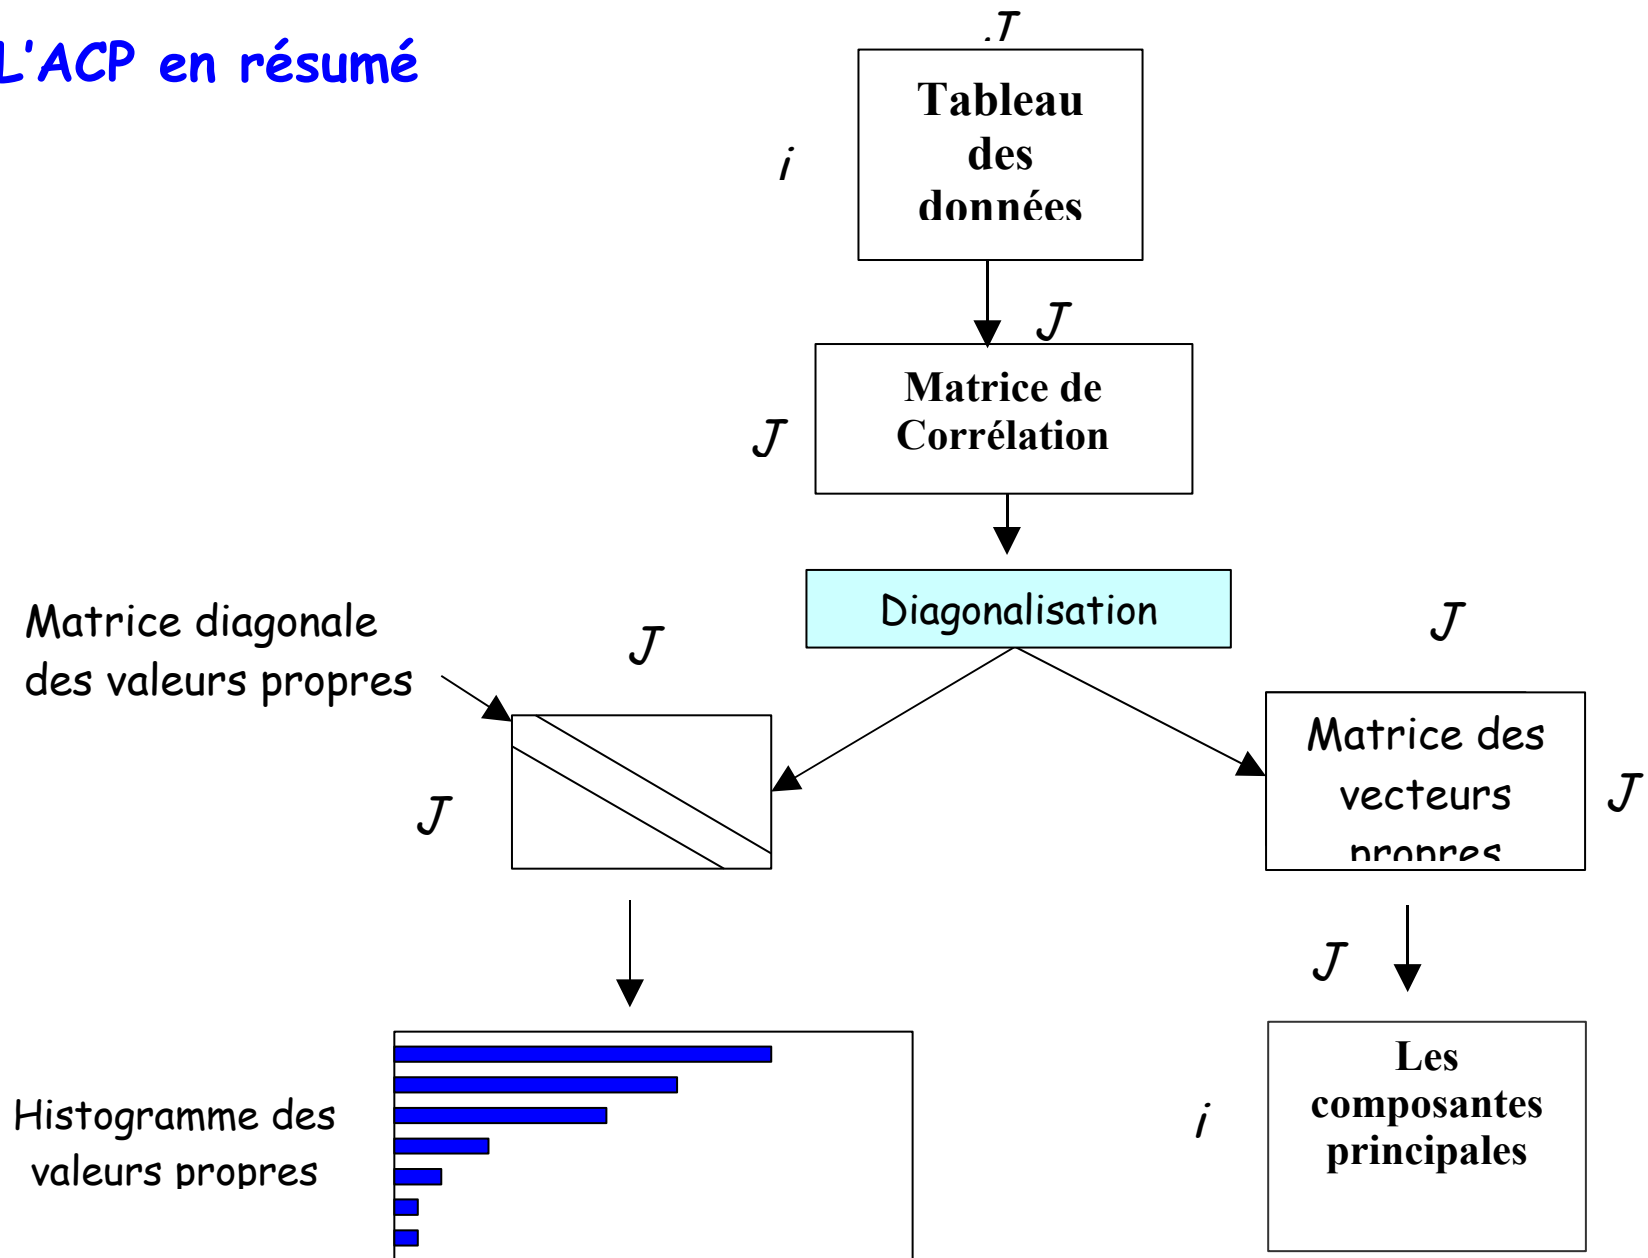 L'ACP en résumé
J
Tableau
des
données
i
J
Matrice de
Corrélation
J
Diagonalisation
Matrice diagonale
des valeurs propres
J
J
J
Matrice des
vecteurs
propres
J
J
Histogramme des
valeurs propres
i
Les
composantes
principales